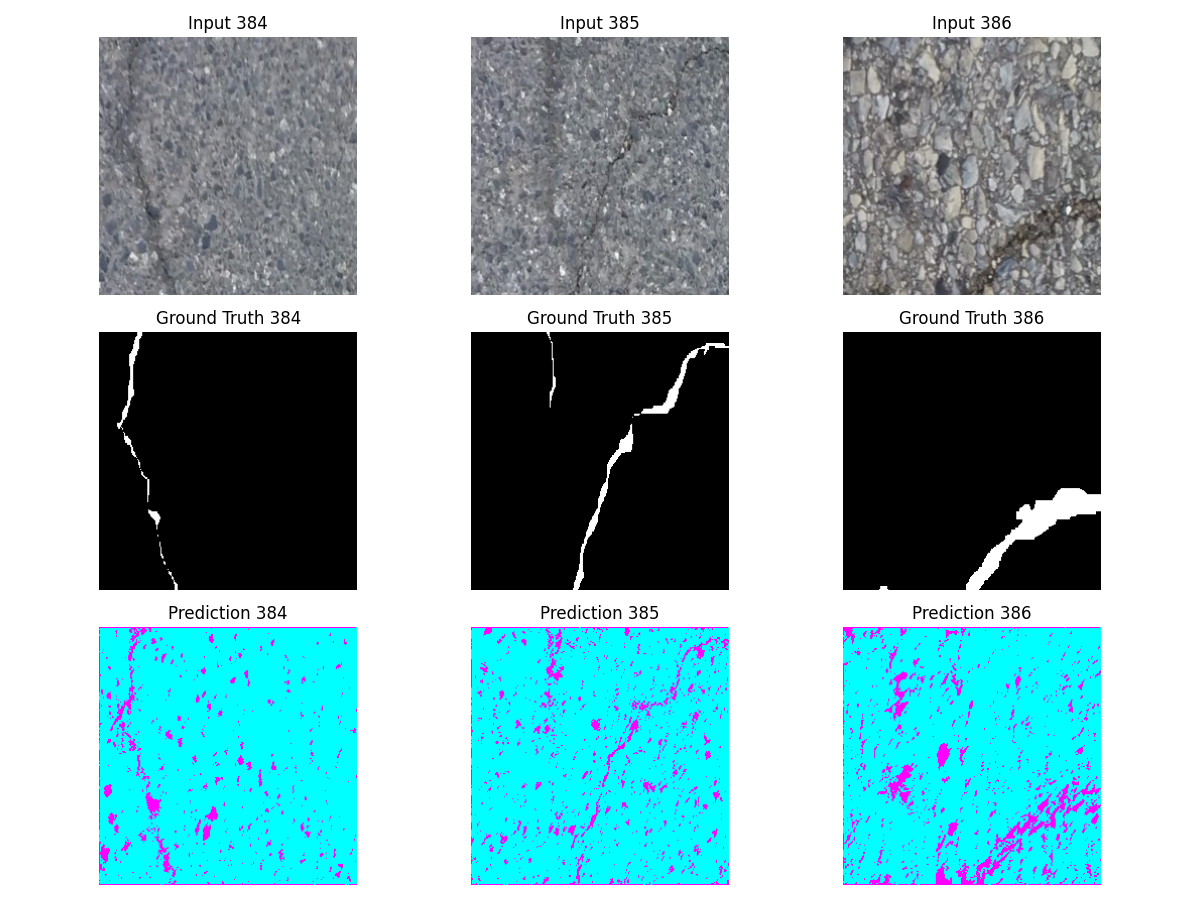 Input 384
Input 385
Input 386
Ground Truth 384
Ground Truth 385
Ground Truth 386
Prediction 384
Prediction 385
Prediction 386